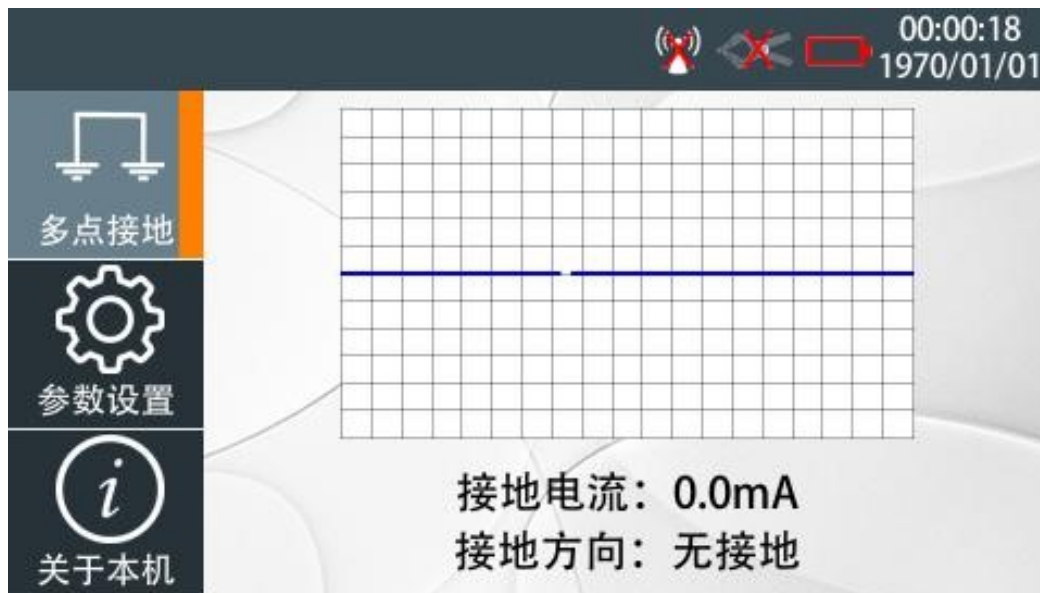 00:00:18
1970/01/01
多点接地
参数设置
i
关于本机
接地电流：0.0mA
接地方向：无接地